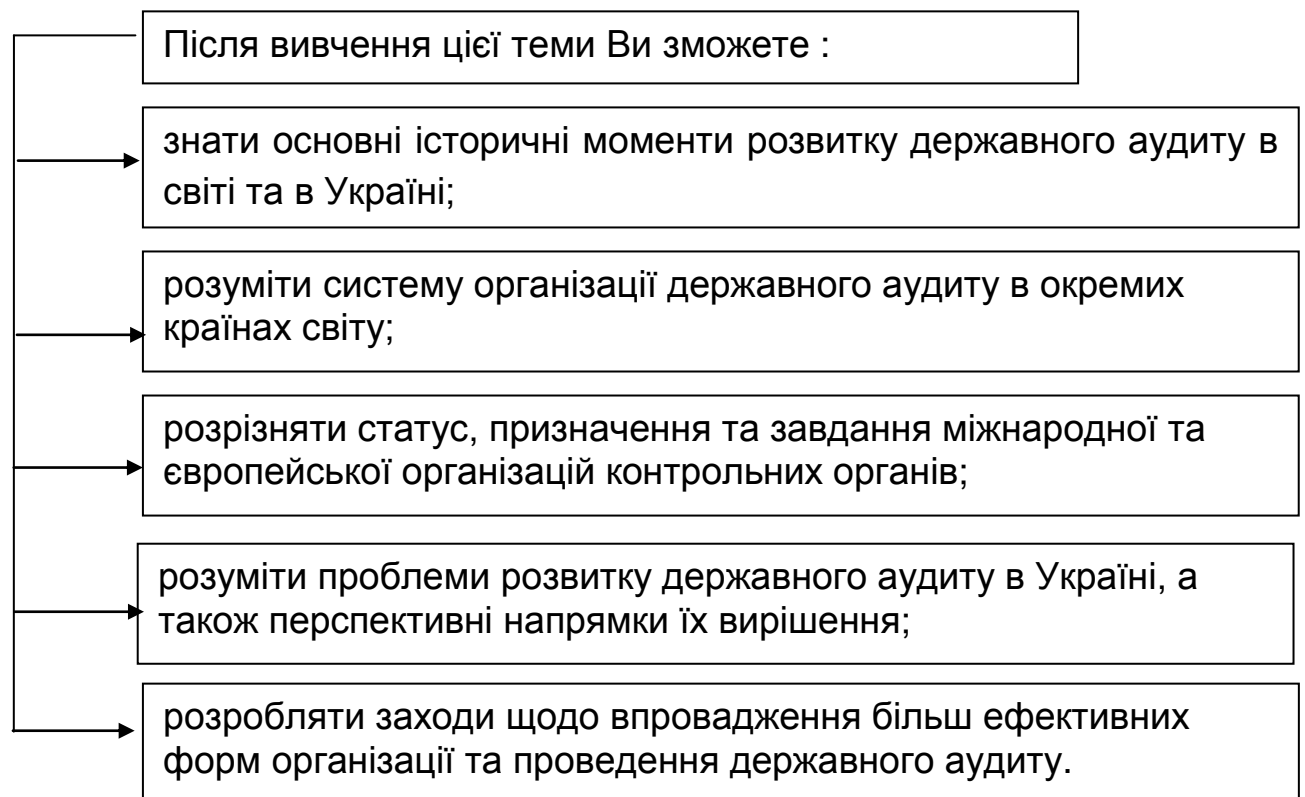 Після вивчення цієї теми Ви зможете :
знати основні історичні моменти розвитку державного аудиту в
світі та в Україні;
розуміти систему організації державного аудиту в окремих
країнах світу;
розрізняти статус, призначення та завдання міжнародної та
європейської організацій контрольних органів;
розуміти проблеми розвитку державного аудиту в Україні, а
також перспективні напрямки їх вирішення;
розробляти заходи щодо впровадження більш ефективних
форм організації та проведення державного аудиту.